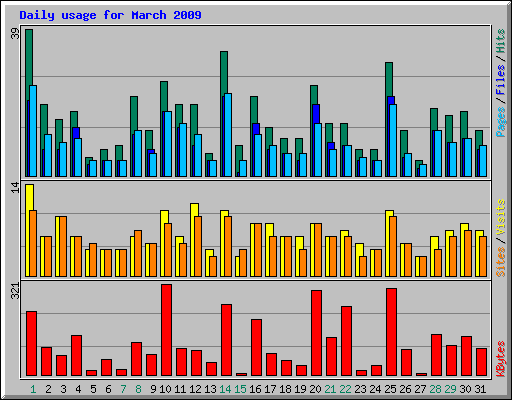 Daily usage for March 2009
39
Pages / Files / Hits
14
Sites / Visits
321
KBytes
1 2 3 4 5 6 7 8 9 10 11 12 13 14 15 16 17 18 19 20 21 22 23 24 25 26 27 28 29 30 31